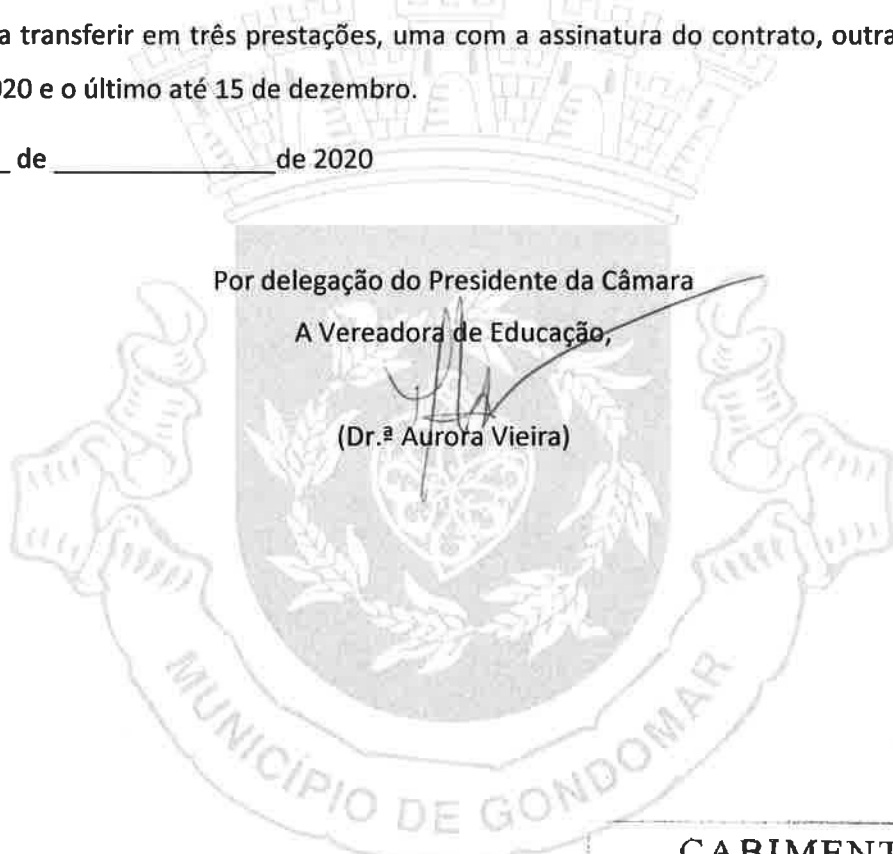 a transferir em três prestações, uma com a assinatura do contrato, outra
020 e o último até 15 de dezembro.
_ de ________________ de 2020
Por delegação do Presidente da Câmara
A Vereadora de Educação,
(Dr.ª Aurora Vieira)
MUNICÍPIO DE GONDOMAR
CABIMENT